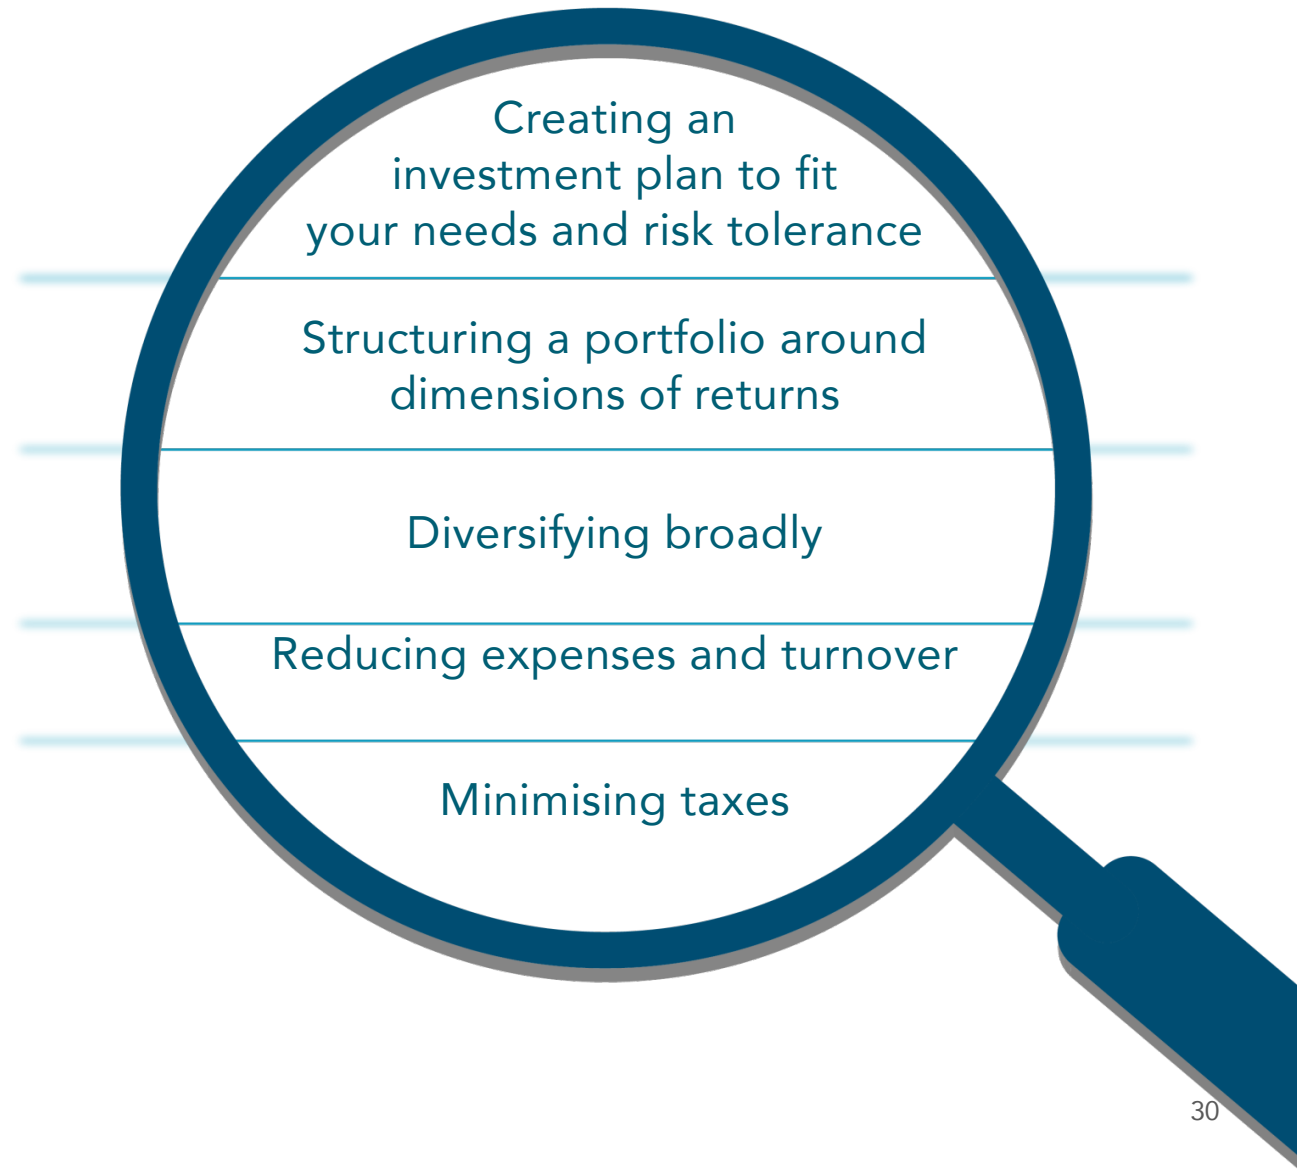 Creating an
investment plan to fit
your needs and risk tolerance
Structuring a portfolio around
dimensions of returns
Diversifying broadly
Reducing expenses and turnover
Minimising taxes
30